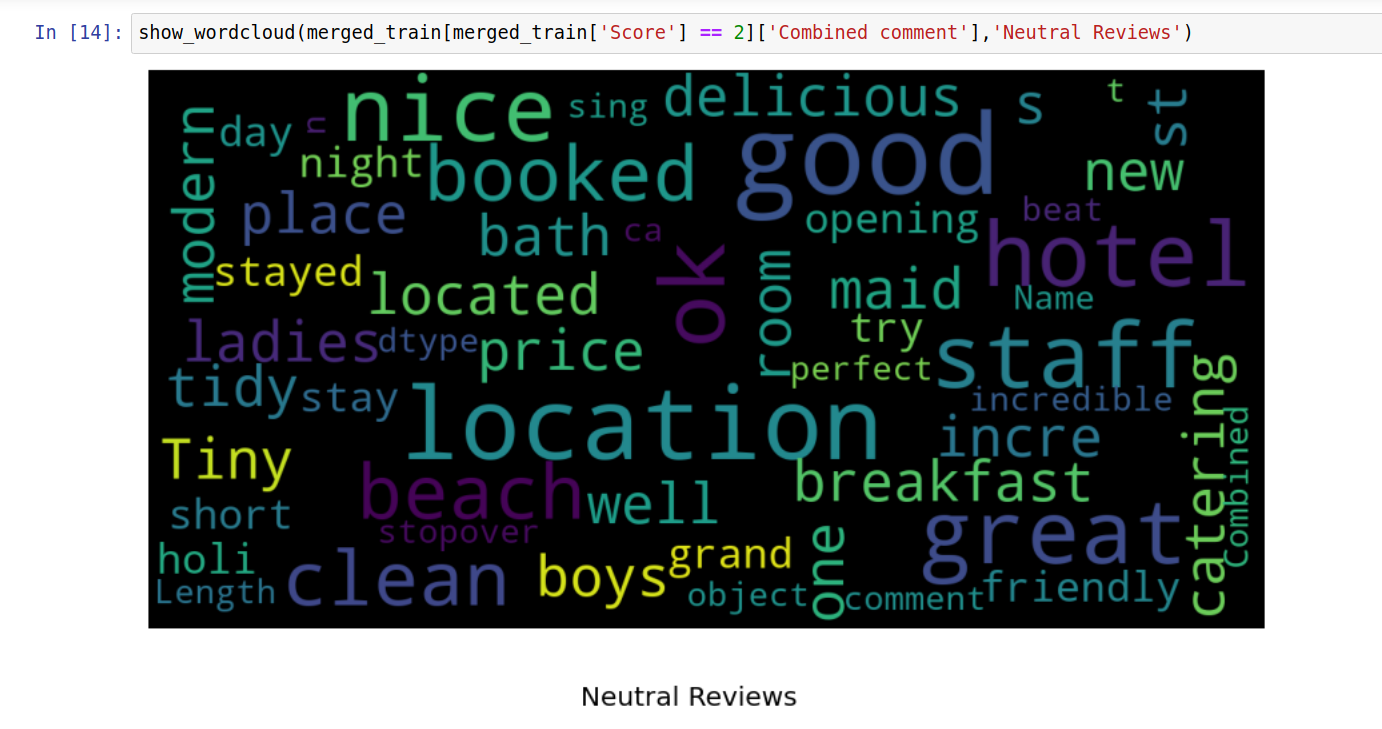 In [14]: show_wordcloud(merged_train[merged_train['Score'] == 2]['Combined comment'],'Neutral Reviews')
modern
day
n
nice
sing
delicious
s
t
st
night
booked
good
new
place
bath
ca
opening
beat
stayed
located
ok
room
maid
hotel
Name
ladies
dtype
price
try
perfect
staff
tidy
stay
location
incredible
incre
catering
Combined
Tiny
beach
well
breakfast
short
stopover
great
holi
Length
clean
boys
grand
object
one
comment
friendly
Neutral Reviews